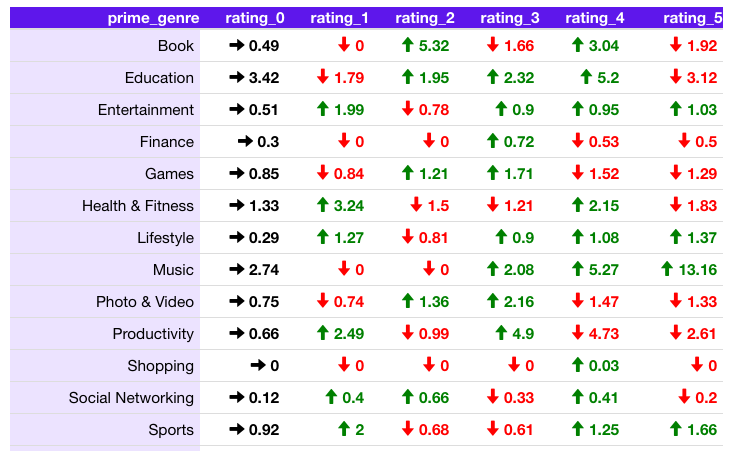 prime_genre rating_0 rating_1 rating_2 rating_3 rating_4 rating_5
Book 0.49 0 5.32 1.66 3.04 1.92
Education 3.42 1.79 1.95 2.32 5.2 3.12
Entertainment 0.51 1.99 0.78 0.9 0.95 1.03
Finance 0.3 0 0 0.72 0.53 0.5
Games 0.85 0.84 1.21 1.71 1.52 1.29
Health & Fitness 1.33 3.24 1.5 1.21 2.15 1.83
Lifestyle 0.29 1.27 0.81 0.9 1.08 1.37
Music 2.74 0 0 2.08 5.27 13.16
Photo & Video 0.75 0.74 1.36 2.16 1.47 1.33
Productivity 0.66 2.49 0.99 4.9 4.73 2.61
Shopping 0 0 0 0 0.03 0
Social Networking 0.12 0.4 0.66 0.33 0.41 0.2
Sports 0.92 2 0.68 0.61 1.25 1.66